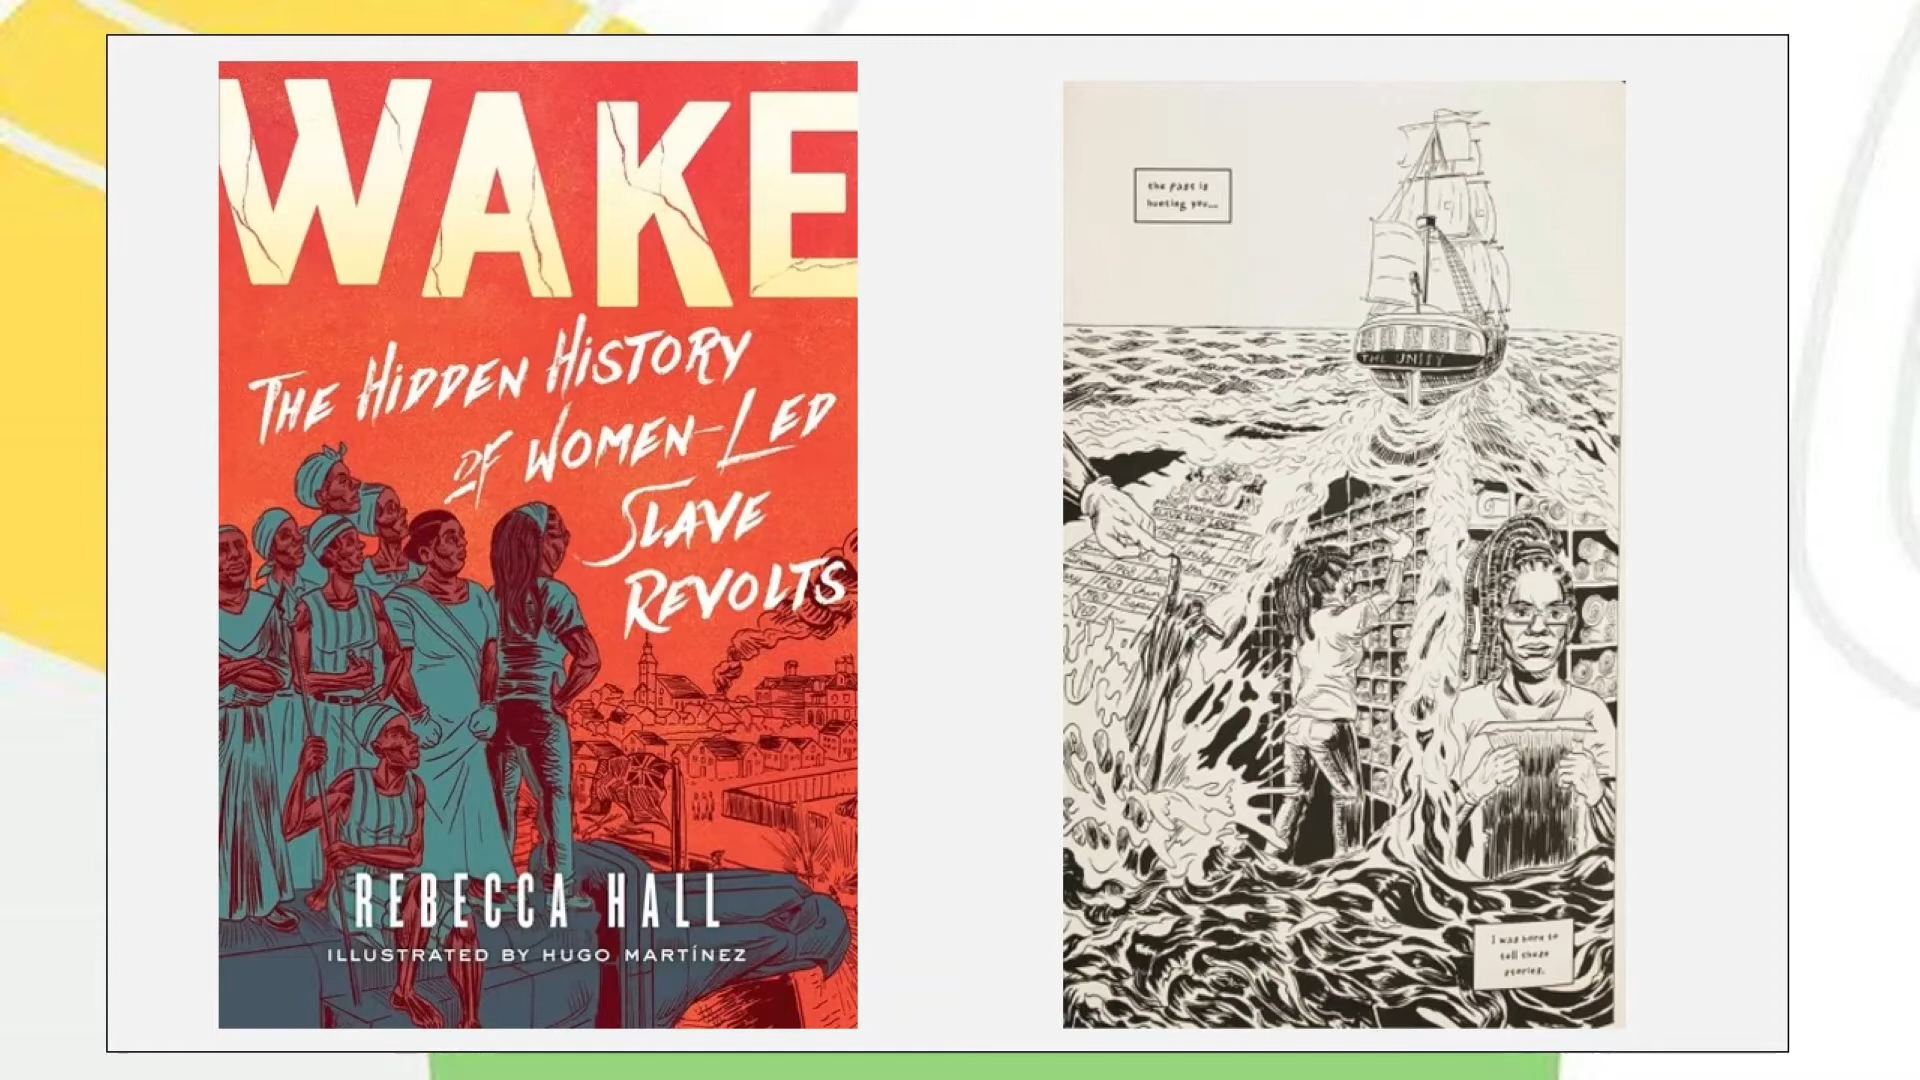 WAKE
THE HIDDEN HISTORY
OF WOMEN-LED
SLAVE
REVOLTS
REBECCA HALL
ILLUSTRATED BY HUGO MARTÍNEZ
the past is
hunting you...
THE UNITY
I was born to
tell these
stories.